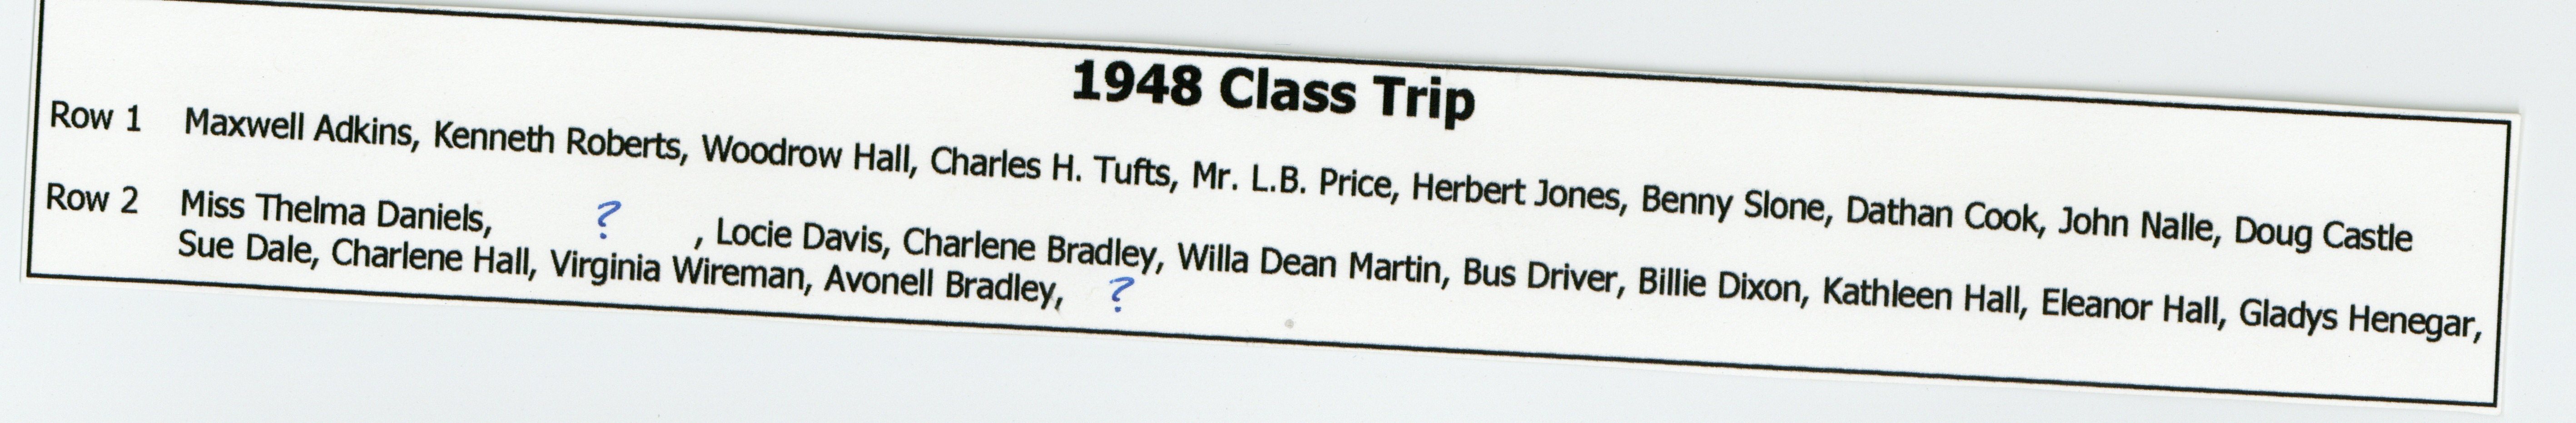 1948 Class Trip
Row 1 Maxwell Adkins, Kenneth Roberts, Woodrow Hall, Charles H. Tufts, Mr. L.B. Price, Herbert Jones, Benny Slone, Dathan Cook, John Nalle, Doug Castle
Row 2 Miss Thelma Daniels, ? , Locie Davis, Charlene Bradley, Willa Dean Martin, Bus Driver, Billie Dixon, Kathleen Hall, Eleanor Hall, Gladys Henegar,
Sue Dale, Charlene Hall, Virginia Wireman, Avonell Bradley, ?